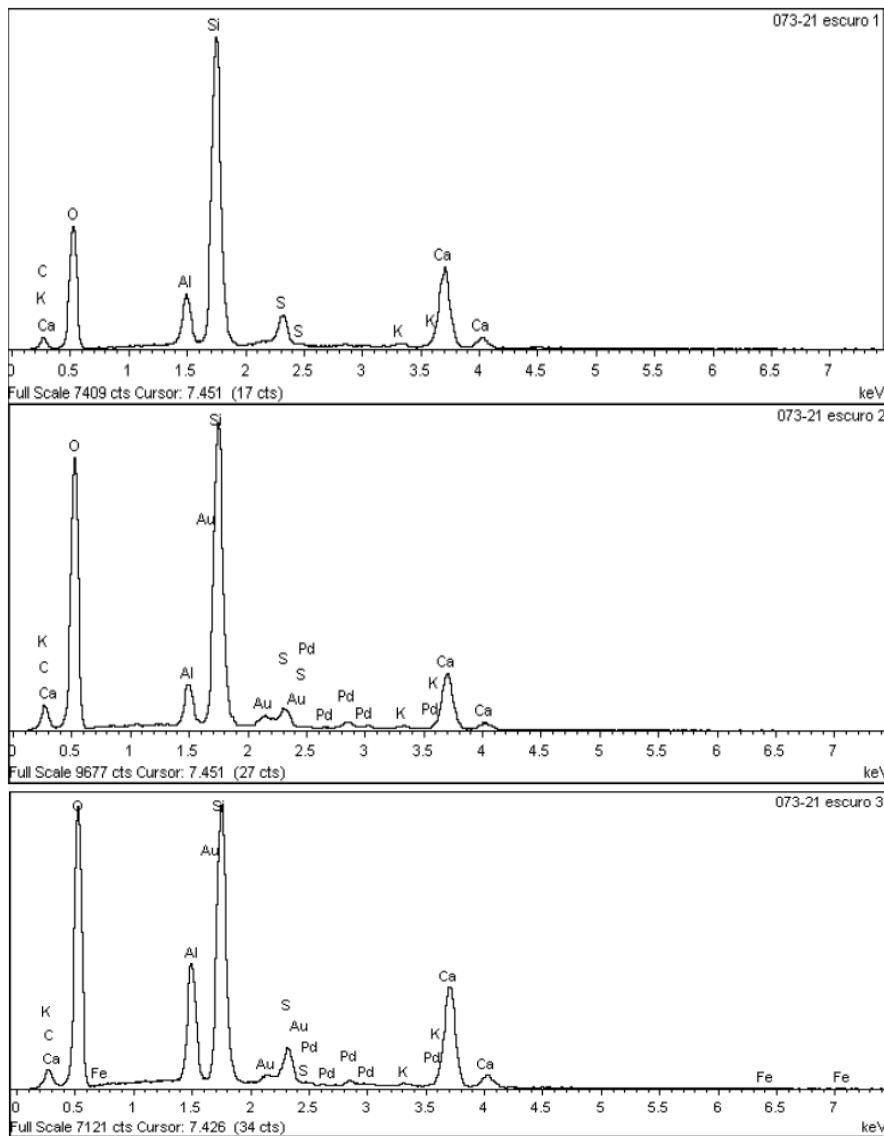 073-21 escuro 1
Si
O
C
K
Ca
Al
S
S
K
K
Ca
Ca
0 0.5 1 1.5 2 2.5 3 3.5 4 4.5 5 5.5 6 6.5 7
Full Scale 7409 cts Cursor: 7.451 (17 cts) keV
073-21 escuro 2
Si
O
Au
K
C
Ca
Al
Au
S
Pd
S
Au
Pd
Pd
Pd
K
Ca
K
Pd
Ca
0 0.5 1 1.5 2 2.5 3 3.5 4 4.5 5 5.5 6 6.5 7
Full Scale 9677 cts Cursor: 7.451 (27 cts) keV
073-21 escuro 3
O
Si
Au
Al
K
C
Ca
Fe
Au
S
Au
Pd
S
Pd
Pd
Pd
K
Ca
K
Pd
Ca
Fe
Fe
0 0.5 1 1.5 2 2.5 3 3.5 4 4.5 5 5.5 6 6.5 7
Full Scale 7121 cts Cursor: 7.426 (34 cts) keV